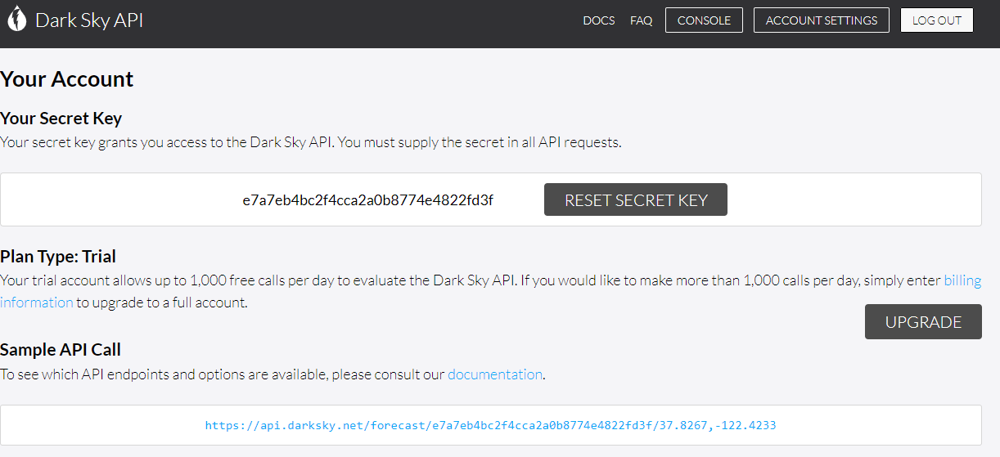 Dark Sky API
DOCS FAQ CONSOLE ACCOUNT SETTINGS LOG OUT
Your Account
Your Secret Key
Your secret key grants you access to the Dark Sky API. You must supply the secret in all API requests.
e7a7eb4bc2f4cca2a0b8774e4822fd3f RESET SECRET KEY
Plan Type: Trial
Your trial account allows up to 1,000 free calls per day to evaluate the Dark Sky API. If you would like to make more than 1,000 calls per day, simply enter billing
information to upgrade to a full account.
UPGRADE
Sample API Call
To see which API endpoints and options are available, please consult our documentation.
https://api.darksky.net/forecast/e7a7eb4bc2f4cca2a0b8774e4822fd3f/37.8267,-122.4233